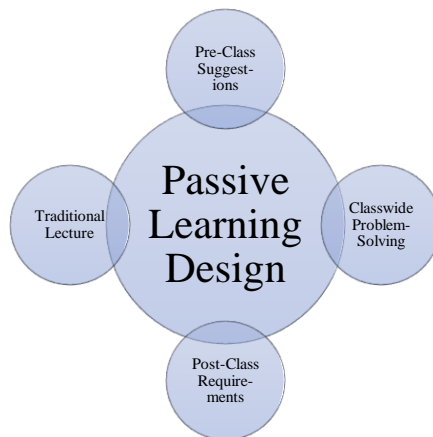 Pre-Class
Suggest-
ions
Passive
Learning
Design
Traditional
Lecture
Classwide
Problem-
Solving
Post-Class
Require-
ments